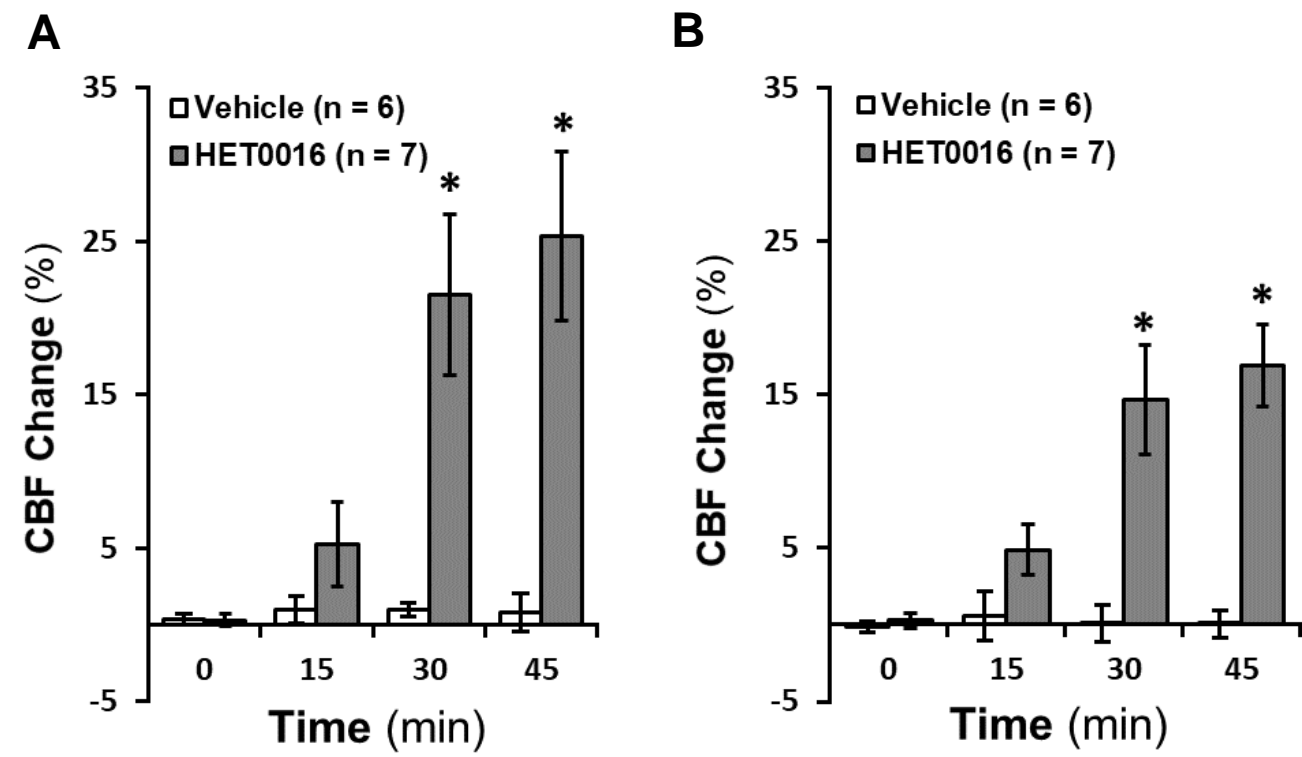 A
35
25
15
5
-5
CBF Change (%)
Vehicle (n = 6)
HET0016 (n = 7)
*
*
0 15 30 45
Time (min)
B
35
25
15
5
-5
CBF Change (%)
Vehicle (n = 6)
HET0016 (n = 7)
*
*
0 15 30 45
Time (min)